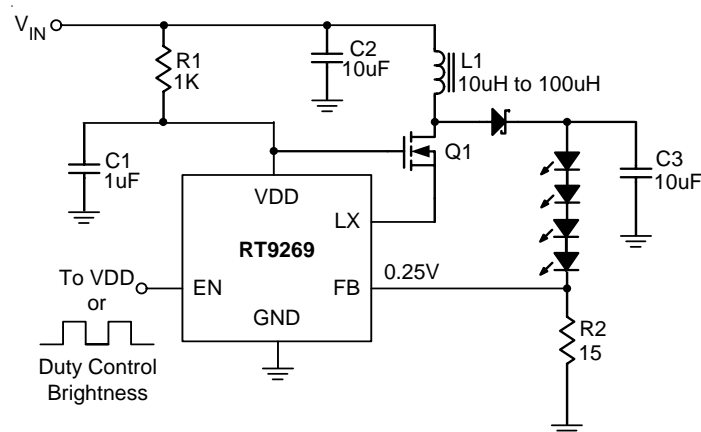 VIN
R1
1K
C2
10uF
L1
10uH to 100uH
C1
1uF
Q1
C3
10uF
VDD
LX
RT9269
To VDD
or
EN
FB
0.25V
GND
R2
15
Duty Control
Brightness